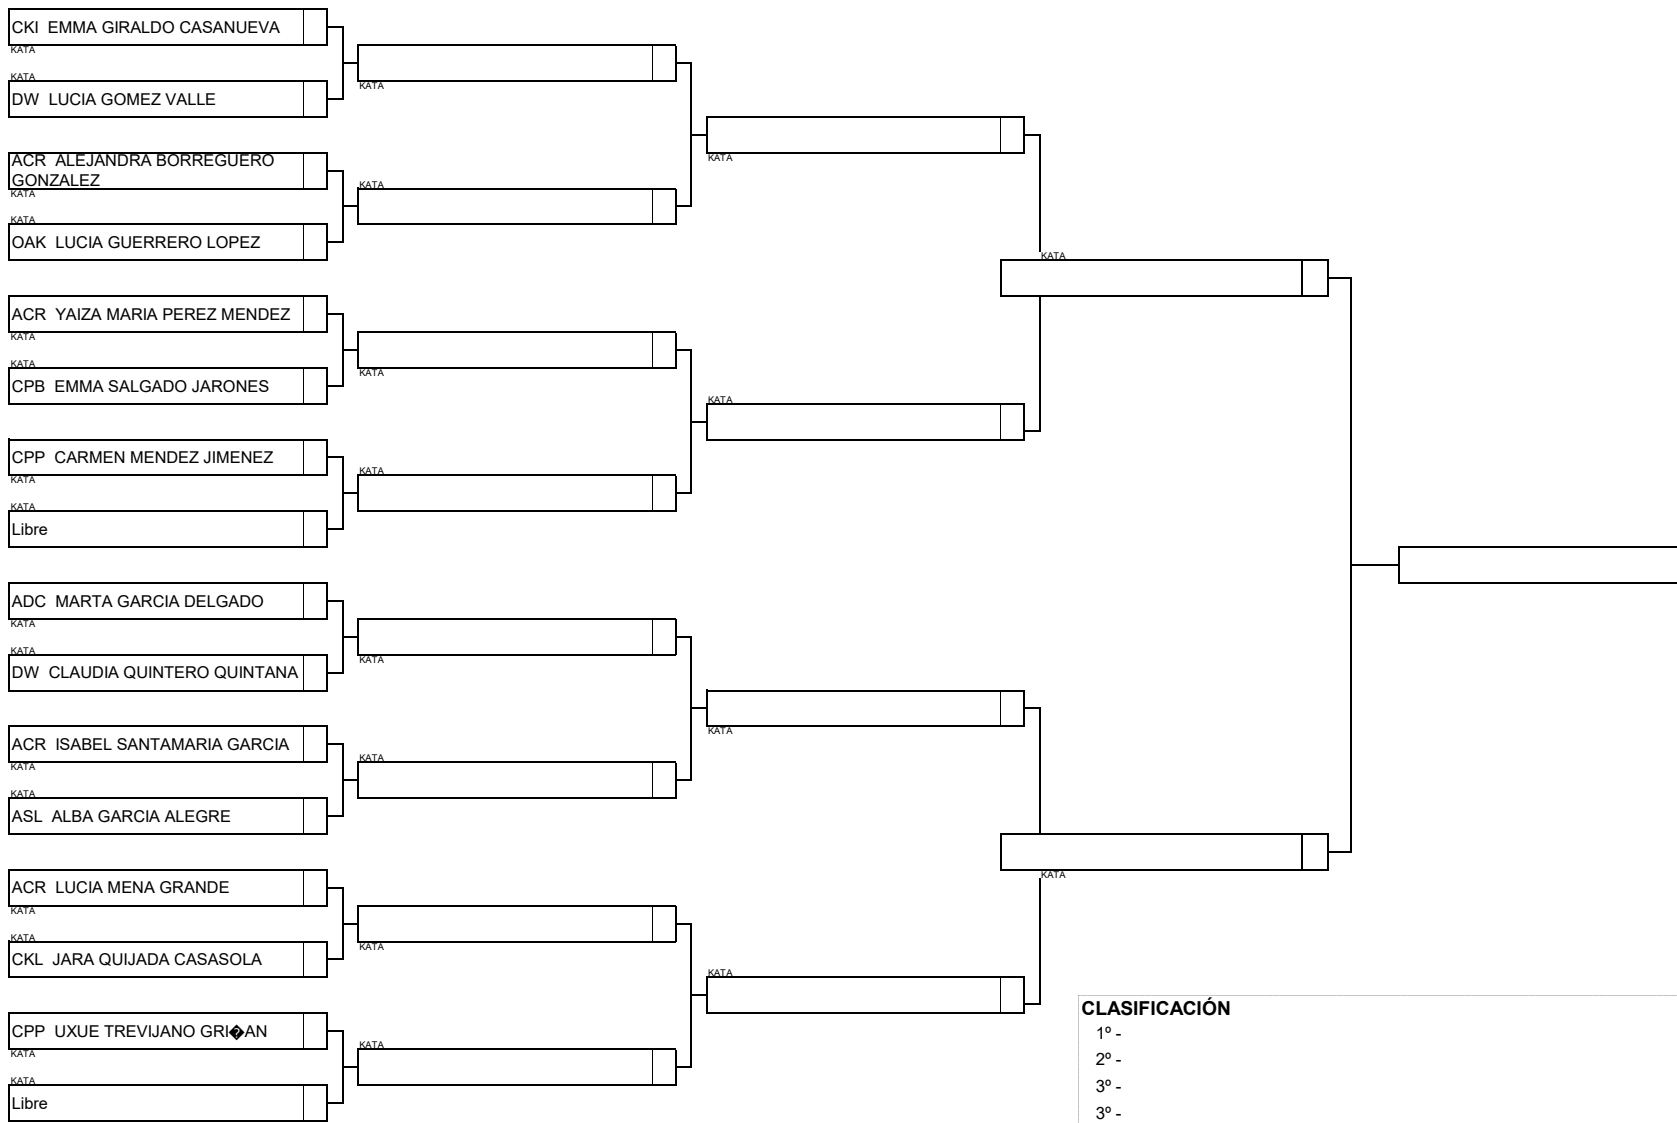 CKI EMMA GIRALDO CASANUEVA
KATA
KATA
DW LUCIA GOMEZ VALLE
ACR ALEJANDRA BORREGUERO
GONZALEZ
KATA
KATA
OAK LUCIA GUERRERO LOPEZ
ACR YAIZA MARIA PEREZ MENDEZ
KATA
KATA
CPB EMMA SALGADO JARONES
CPP CARMEN MENDEZ JIMENEZ
KATA
KATA
Libre
ADC MARTA GARCIA DELGADO
KATA
KATA
DW CLAUDIA QUINTERO QUINTANA
ACR ISABEL SANTAMARIA GARCIA
KATA
KATA
ASL ALBA GARCIA ALEGRE
ACR LUCIA MENA GRANDE
KATA
KATA
CKL JARA QUIJADA CASASOLA
CPP UXUE TREVIJANO GRI�AN
KATA
KATA
Libre
KATA
KATA
KATA
KATA
KATA
KATA
KATA
KATA
KATA
KATA
KATA
KATA
KATA
KATA
CLASIFICACIÓN
1º -
2º -
3º -
3º -